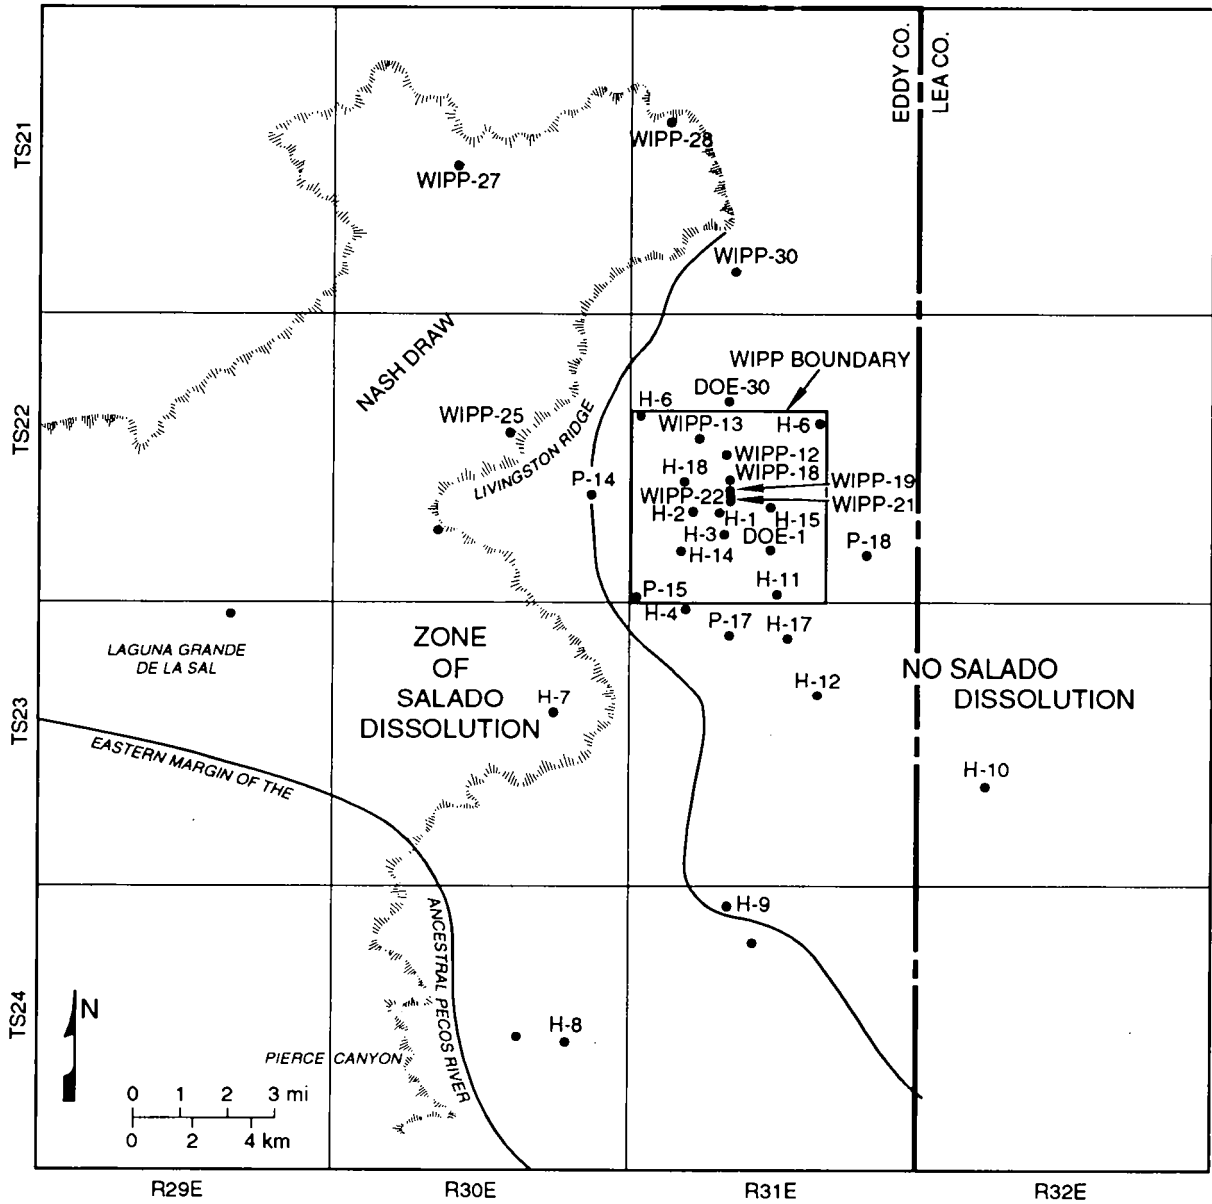 EDDY CO.
LEA CO.
TS21
WIPP-28
WIPP-27
WIPP-30
NASH DRAW
WIPP BOUNDARY
DOE-30
TS22
H-6
WIPP-25
WIPP-13
H-6
LIVINGSTON RIDGE
WIPP-12
H-18
WIPP-18
P-14
WIPP-19
WIPP-22
WIPP-21
H-2
H-1
H-15
H-3
DOE-1
P-18
H-14
P-15
H-11
H-4
P-17
H-17
LAGUNA GRANDE
DE LA SAL
ZONE
OF
SALADO
DISSOLUTION
NO SALADO
DISSOLUTION
H-12
TS23
H-7
EASTERN MARGIN OF THE
H-10
ANCESTRAL PECOS RIVER
H-9
TS24
N
H-8
PIERCE CANYON
0 1 2 3 mi
0 2 4 km
R29E R30E R31E R32E